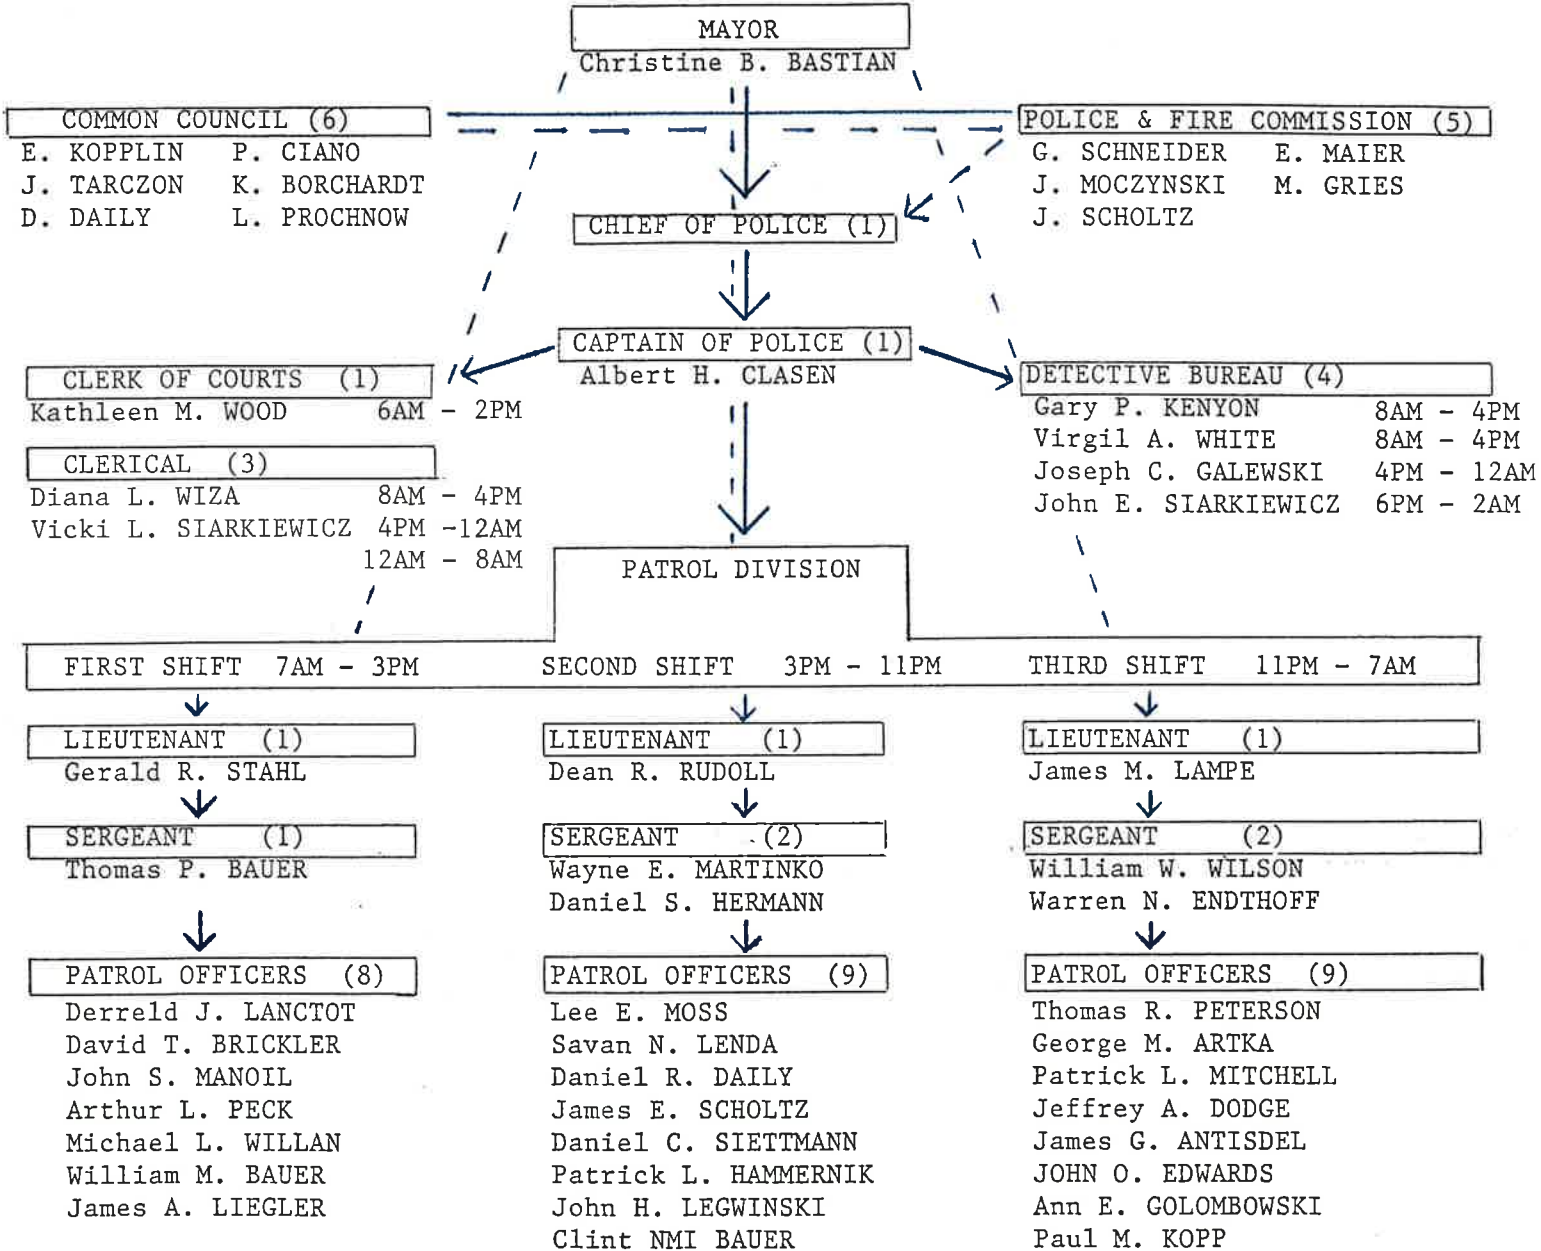 MAYOR
Christine B. BASTIAN
COMMON COUNCIL (6)
E. KOPPLIN P. CIANO
J. TARCZON K. BORCHARDT
D. DAILY L. PROCHNOW
POLICE & FIRE COMMISSION (5)
G. SCHNEIDER E. MAIER
J. MOCZYNSKI M. GRIES
J. SCHOLTZ
CHIEF OF POLICE (1)
CAPTAIN OF POLICE (1)
Albert H. CLASEN
CLERK OF COURTS (1)
Kathleen M. WOOD 6AM - 2PM
CLERICAL (3)
Diana L. WIZA 8AM - 4PM
Vicki L. SIARKIEWICZ 4PM -12AM
12AM - 8AM
DETECTIVE BUREAU (4)
Gary P. KENYON 8AM - 4PM
Virgil A. WHITE 8AM - 4PM
Joseph C. GALEWSKI 4PM - 12AM
John E. SIARKIEWICZ 6PM - 2AM
PATROL DIVISION
FIRST SHIFT 7AM - 3PM
LIEUTENANT (1)
Gerald R. STAHL
SERGEANT (1)
Thomas P. BAUER
PATROL OFFICERS (8)
Derreld J. LANCTOT
David T. BRICKLER
John S. MANOIL
Arthur L. PECK
Michael L. WILLAN
William M. BAUER
James A. LIEGLER
SECOND SHIFT 3PM - 11PM
LIEUTENANT (1)
Dean R. RUDOLL
SERGEANT (2)
Wayne E. MARTINKO
Daniel S. HERMANN
PATROL OFFICERS (9)
Lee E. MOSS
Savan N. LENDA
Daniel R. DAILY
James E. SCHOLTZ
Daniel C. SIETTMANN
Patrick L. HAMMERNIK
John H. LEGWINSKI
Clint NMI BAUER
THIRD SHIFT 11PM - 7AM
LIEUTENANT (1)
James M. LAMPE
SERGEANT (2)
William W. WILSON
Warren N. ENDTHOFF
PATROL OFFICERS (9)
Thomas R. PETERSON
George M. ARTKA
Patrick L. MITCHELL
Jeffrey A. DODGE
James G. ANTISDEL
JOHN O. EDWARDS
Ann E. GOLOMBOWSKI
Paul M. KOPP